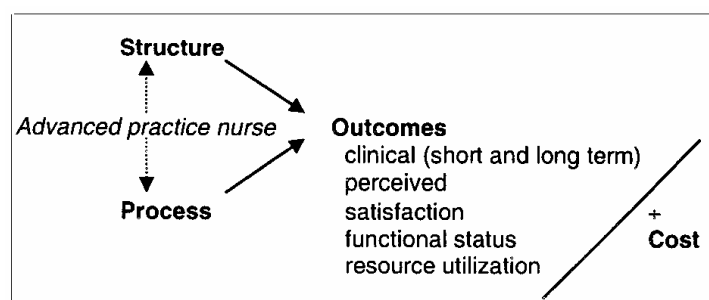 Structure
Advanced practice nurse
Process
Outcomes
clinical (short and long term)
perceived
satisfaction
functional status
resource utilization
÷
Cost